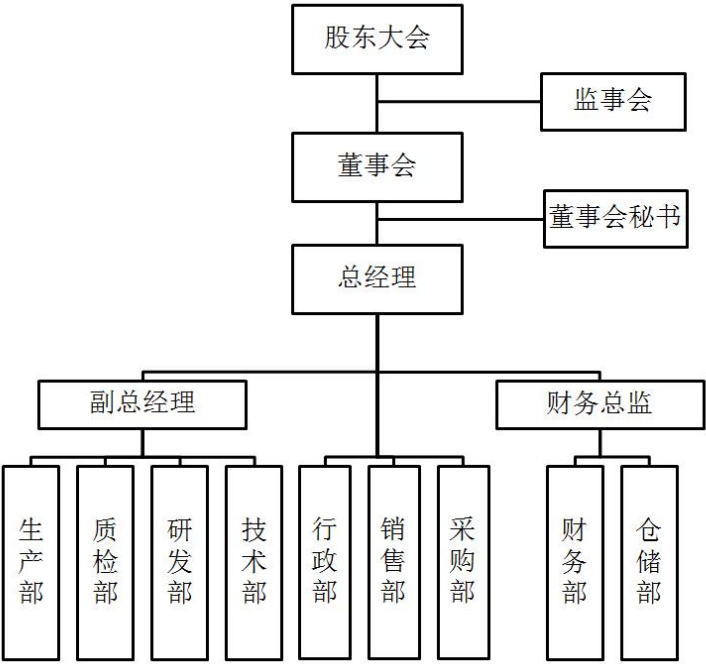 股东大会
监事会
董事会
董事会秘书
总经理
副总经理
财务总监
生产部
质检部
研发部
技术部
行政部
销售部
采购部
财务部
仓储部